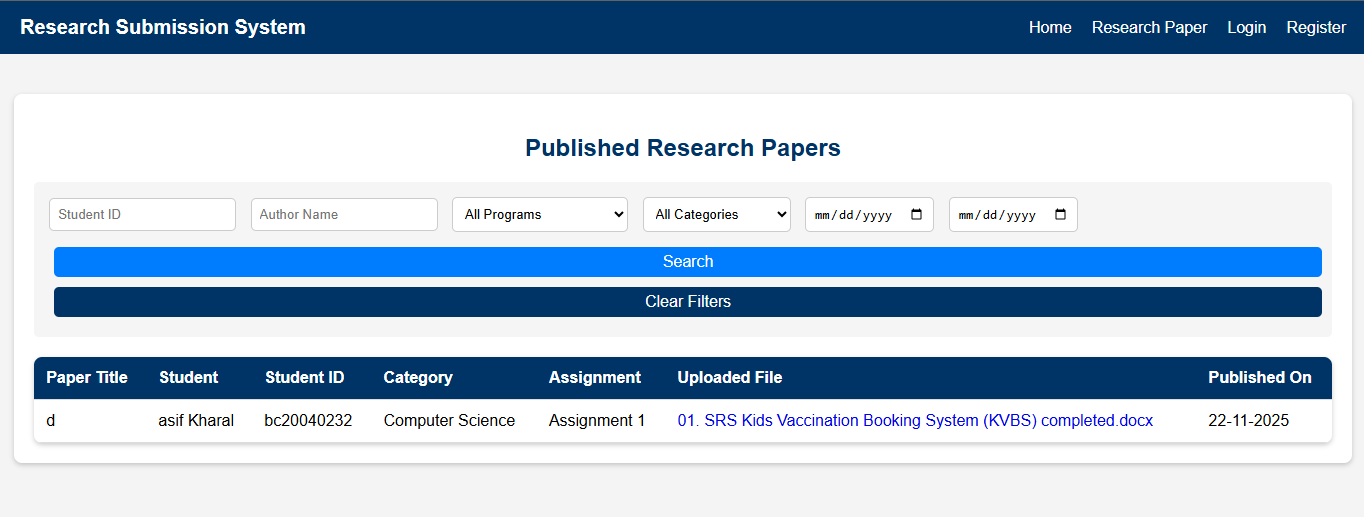 Research Submission System Home Research Paper Login Register
Published Research Papers
Student ID Author Name All Programs All Categories mm/dd/yyyy mm/dd/yyyy
Search
Clear Filters
Paper Title Student Student ID Category Assignment Uploaded File Published On
d asif Kharal bc20040232 Computer Science Assignment 1 01. SRS Kids Vaccination Booking System (KVBS) completed.docx 22-11-2025